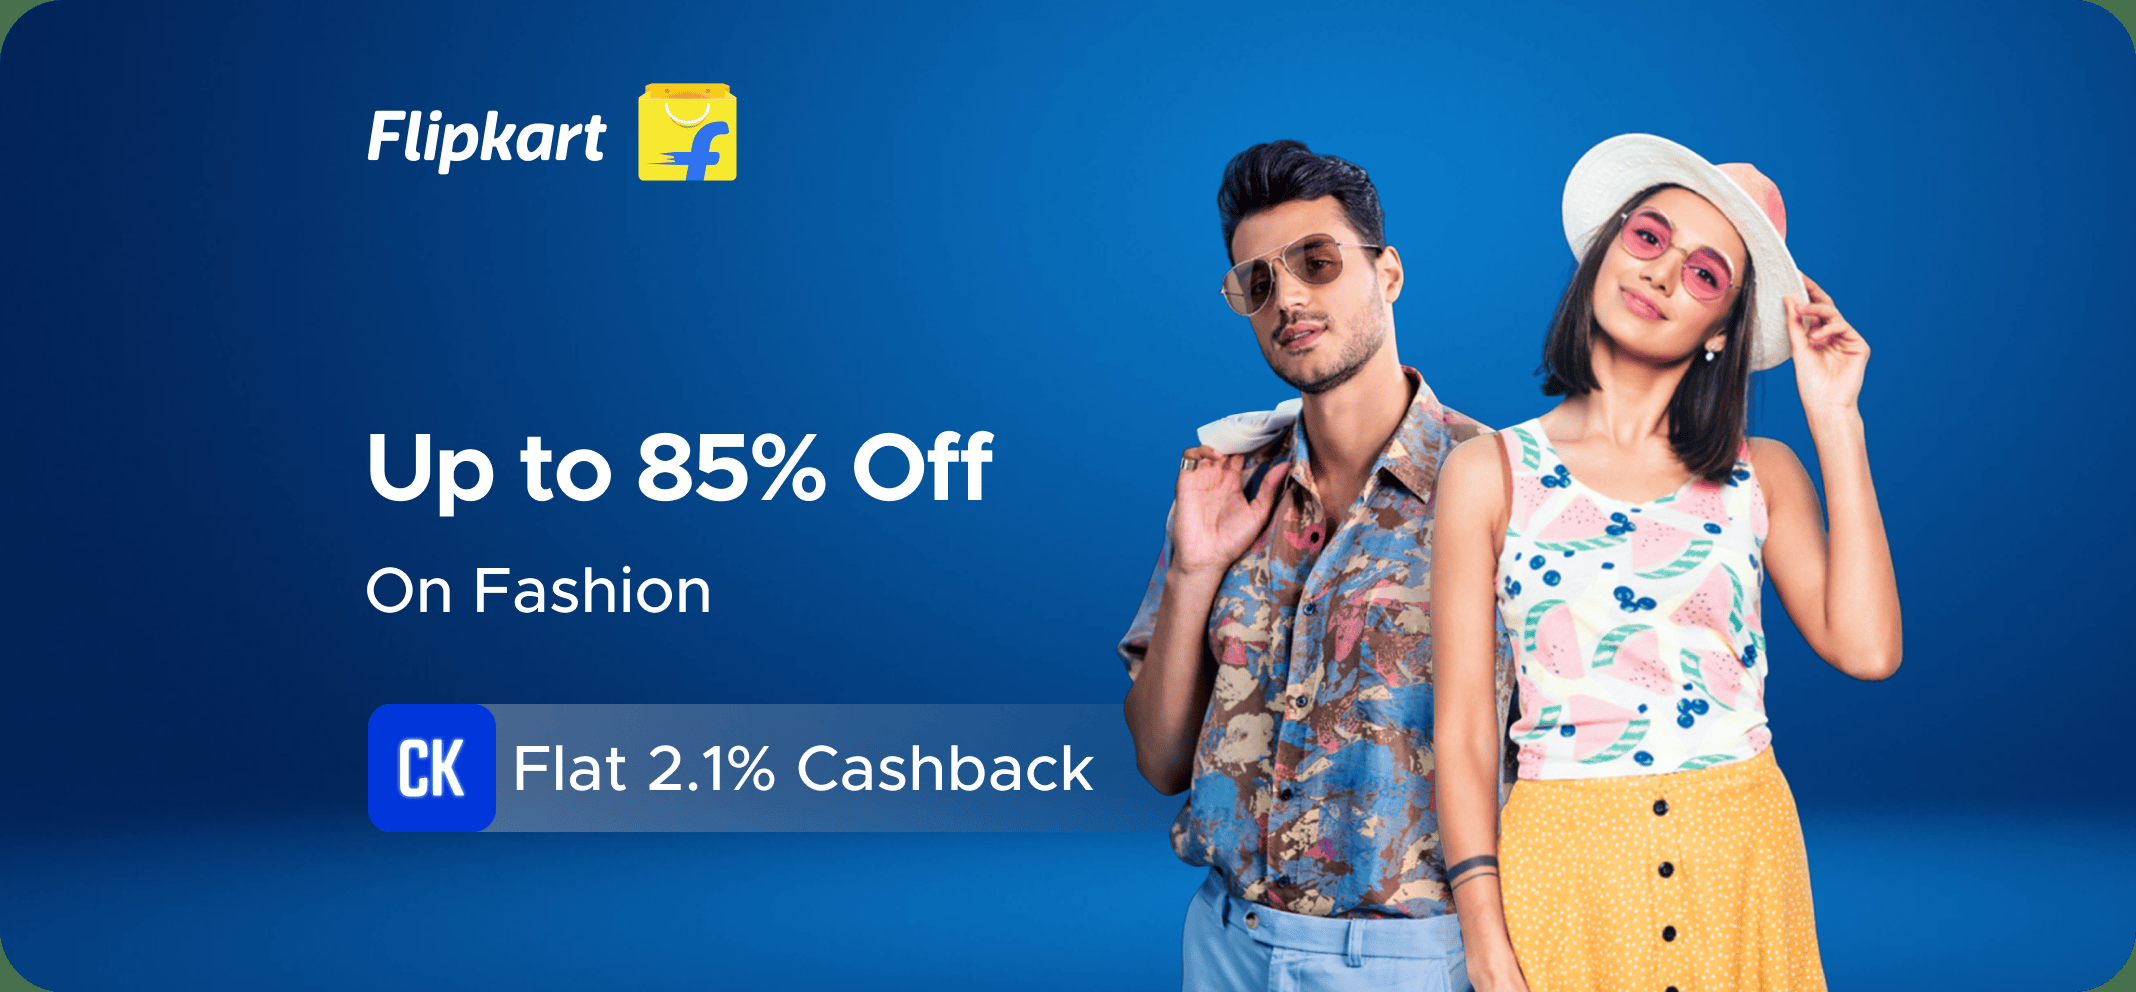 Flipkart
f
Up to 85% Off
On Fashion
CK
Flat 2.1% Cashback